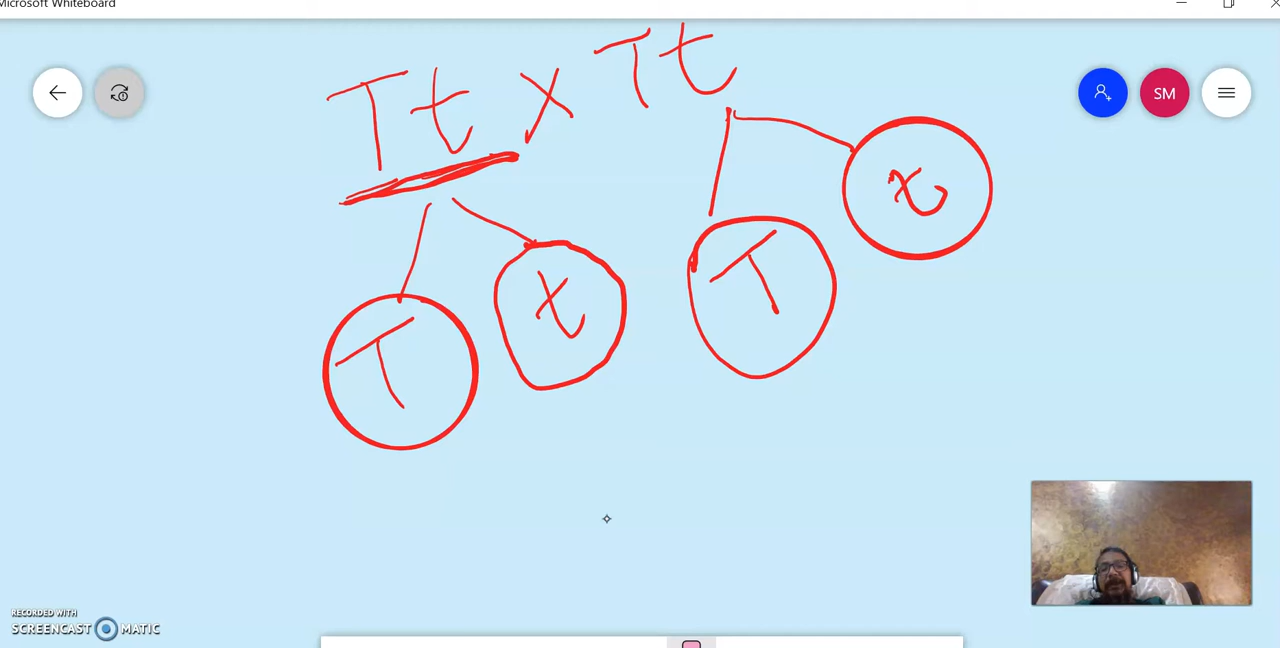 Microsoft Whiteboard
Tt x Tt
SM
T t T t
RECORDED WITH
SCREENCAST MATIC